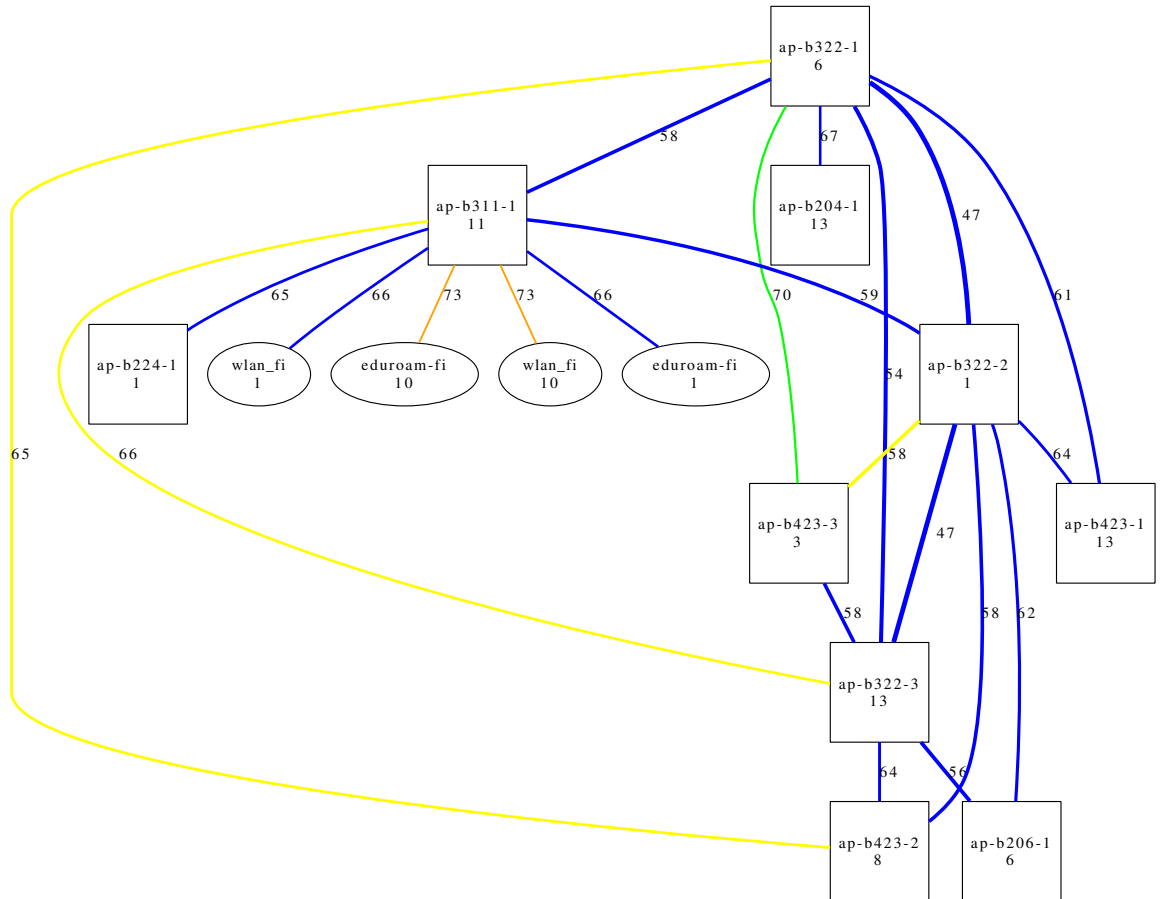 ap-b322-1
6
58
67
ap-b311-1
11
ap-b204-1
13
47
65
66
73
73
66
70
59
61
ap-b224-1
1
wlan_fi
1
eduroam-fi
10
wlan_fi
10
eduroam-fi
1
ap-b322-2
1
54
65
66
58
64
ap-b423-3
3
47
ap-b423-1
13
58
58
62
ap-b322-3
13
64
56
ap-b423-2
8
ap-b206-1
6